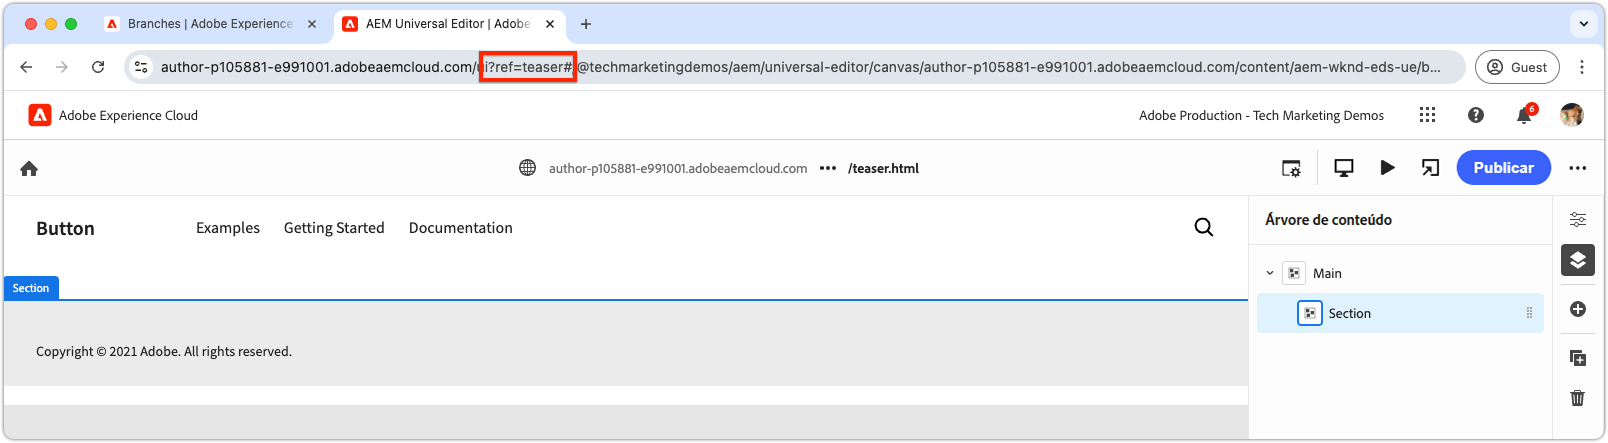 Branches | Adobe Experience
AEM Universal Editor | Adobe
author-p105881-e991001.adobeaemcloud.com/ui?ref=teaser#/@techmarketingdemos/aem/universal-editor/canvas/author-p105881-e991001.adobeaemcloud.com/content/aem-wknd-eds-ue/b...
Guest
Adobe Experience Cloud
Adobe Production - Tech Marketing Demos
6
author-p105881-e991001.adobeaemcloud.com ••• /teaser.html
Publicar
Button
Examples
Getting Started
Documentation
Árvore de conteúdo
Main
Section
Section
Copyright © 2021 Adobe. All rights reserved.